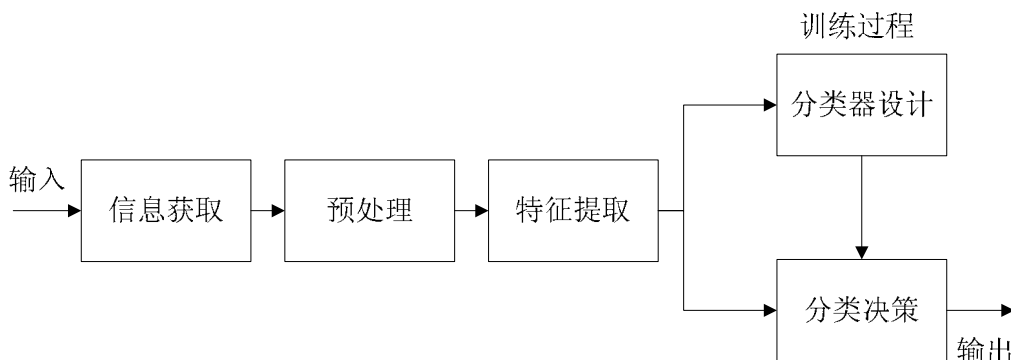 训练过程
分类器设计
输入
信息获取
预处理
特征提取
分类决策
输出